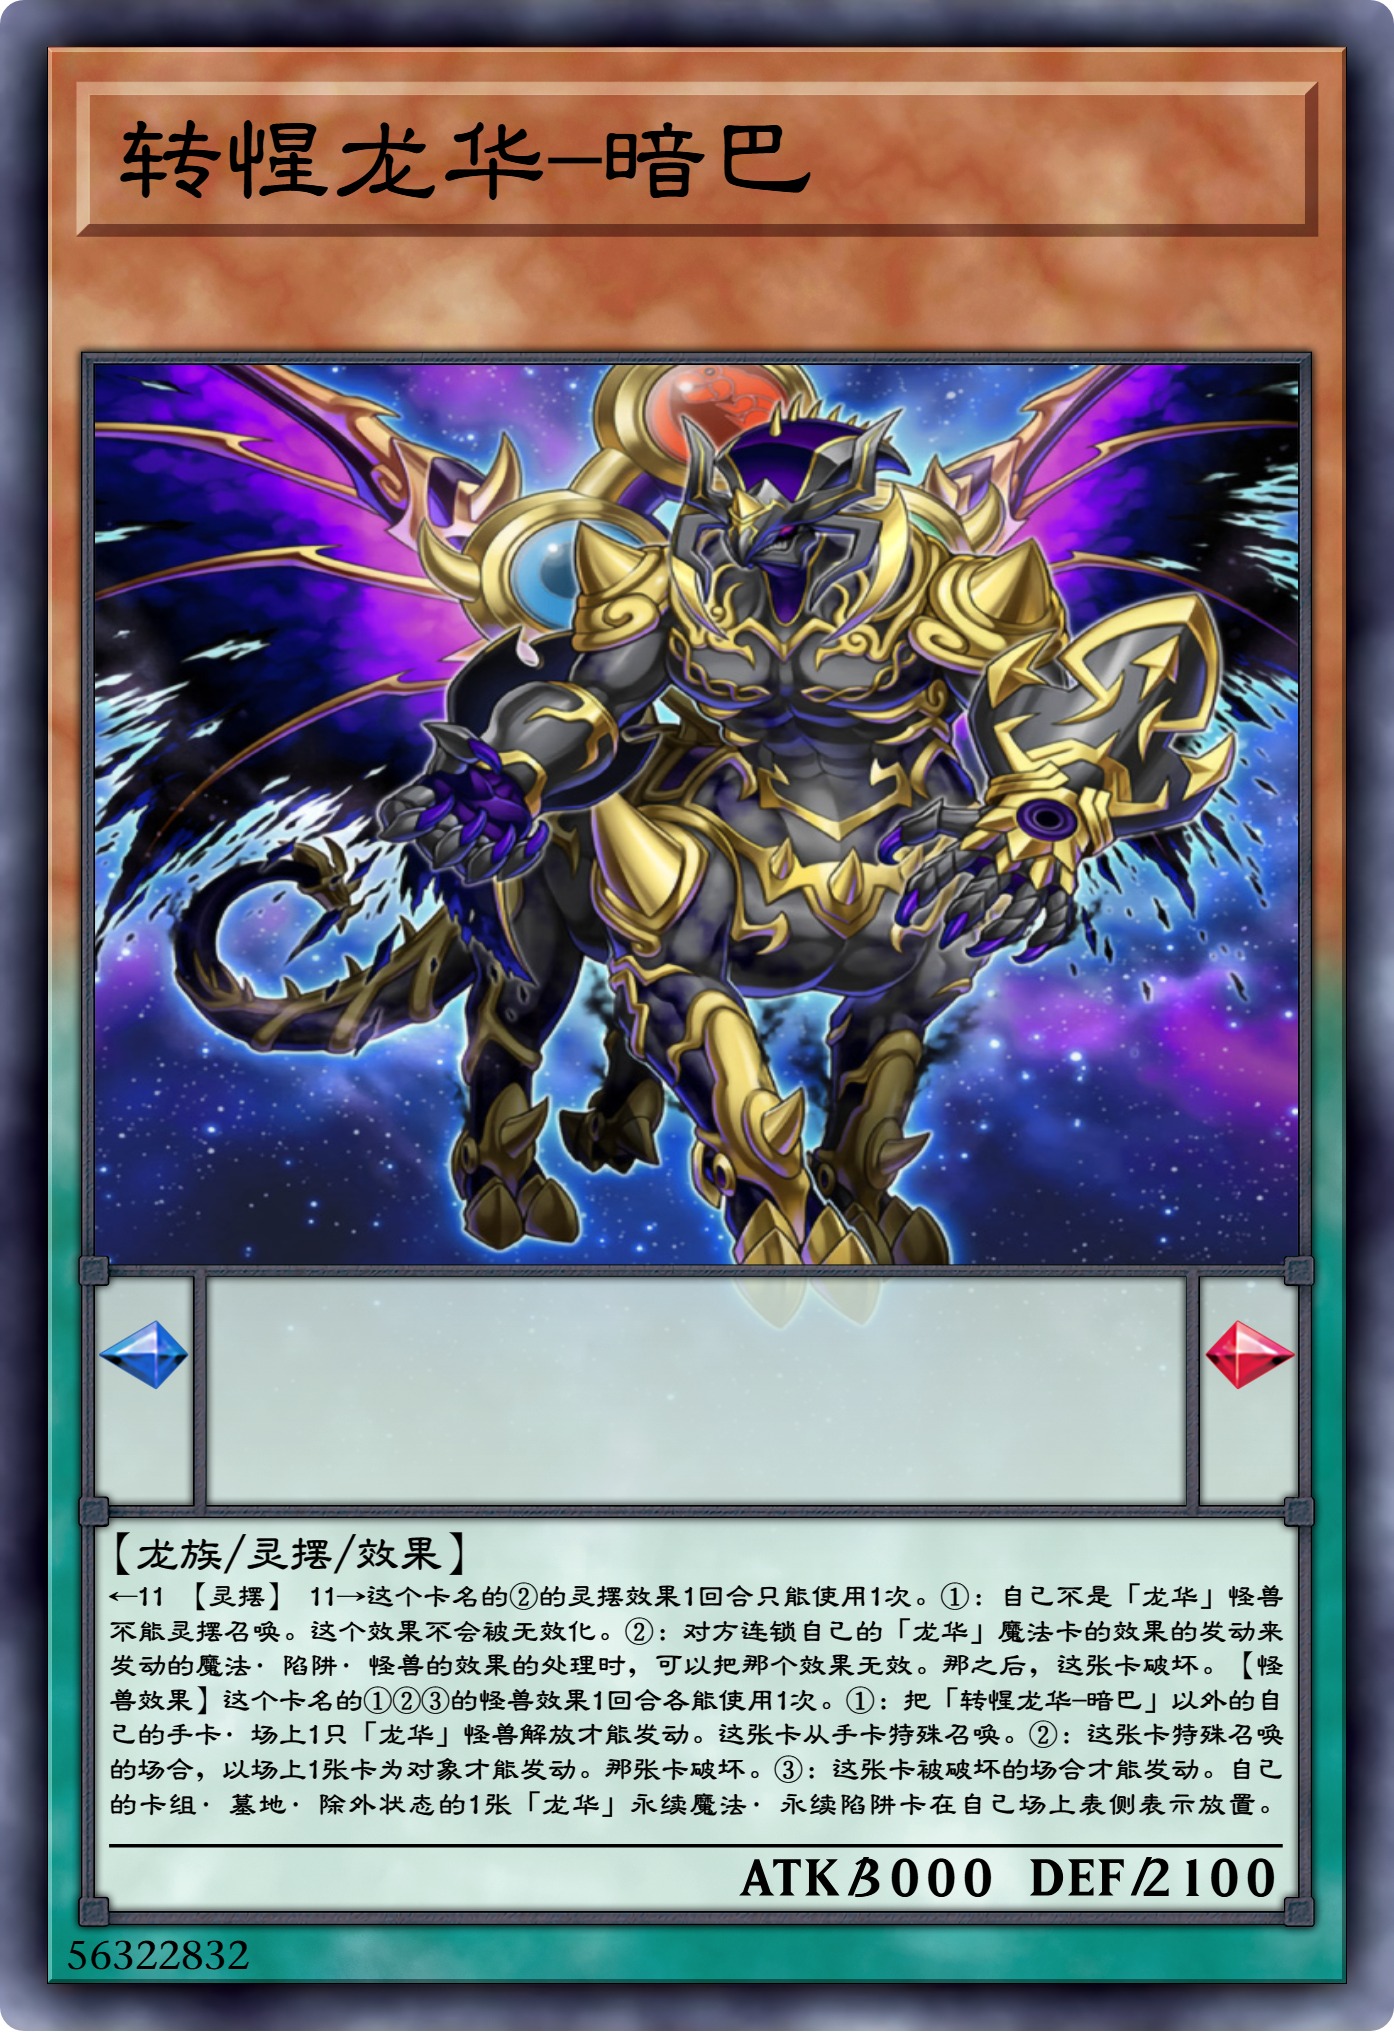 转惺龙华-暗巴
【龙族/灵摆/效果】
←11 【灵摆】 11→这个卡名的②的灵摆效果1回合只能使用1次。①：自己不是「龙华」怪兽
不能灵摆召唤。这个效果不会被无效化。②：对方连锁自己的「龙华」魔法卡的效果的发动来
发动的魔法·陷阱·怪兽的效果的处理时，可以把那个效果无效。那之后，这张卡破坏。【怪
兽效果】这个卡名的①②③的怪兽效果1回合各能使用1次。①：把「转惺龙华-暗巴」以外的自
己的手卡·场上1只「龙华」怪兽解放才能发动。这张卡从手卡特殊召唤。②：这张卡特殊召唤
的场合，以场上1张卡为对象才能发动。那张卡破坏。③：这张卡被破坏的场合才能发动。自己
的卡组·墓地·除外状态的1张「龙华」永续魔法·永续陷阱卡在自己场上表侧表示放置。
ATK/3000 DEF/2100
56322832